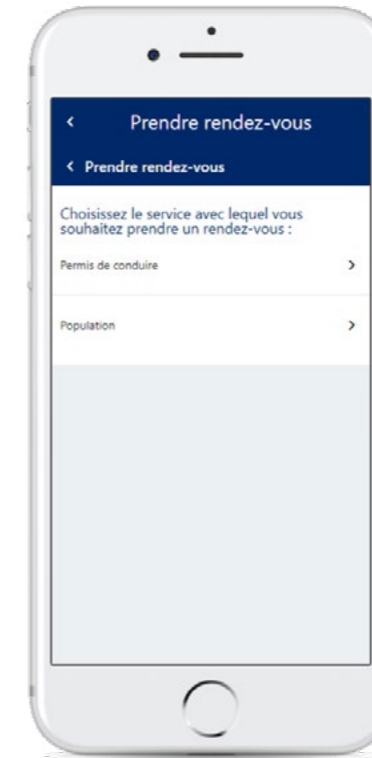 Prendre rendez-vous
Prendre rendez-vous
Choisissez le service avec lequel vous
souhaitez prendre un rendez-vous :
Permis de conduire
Population